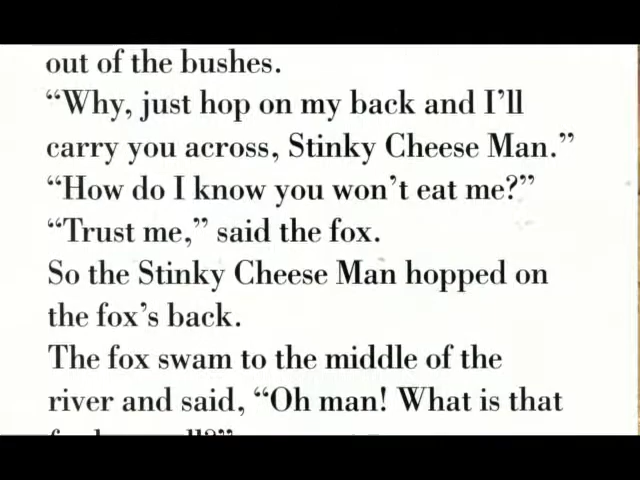 out of the bushes.
“Why, just hop on my back and I’ll
carry you across, Stinky Cheese Man.”
“How do I know you won’t eat me?”
“Trust me,” said the fox.
So the Stinky Cheese Man hopped on
the fox’s back.
The fox swam to the middle of the
river and said, “Oh man! What is that